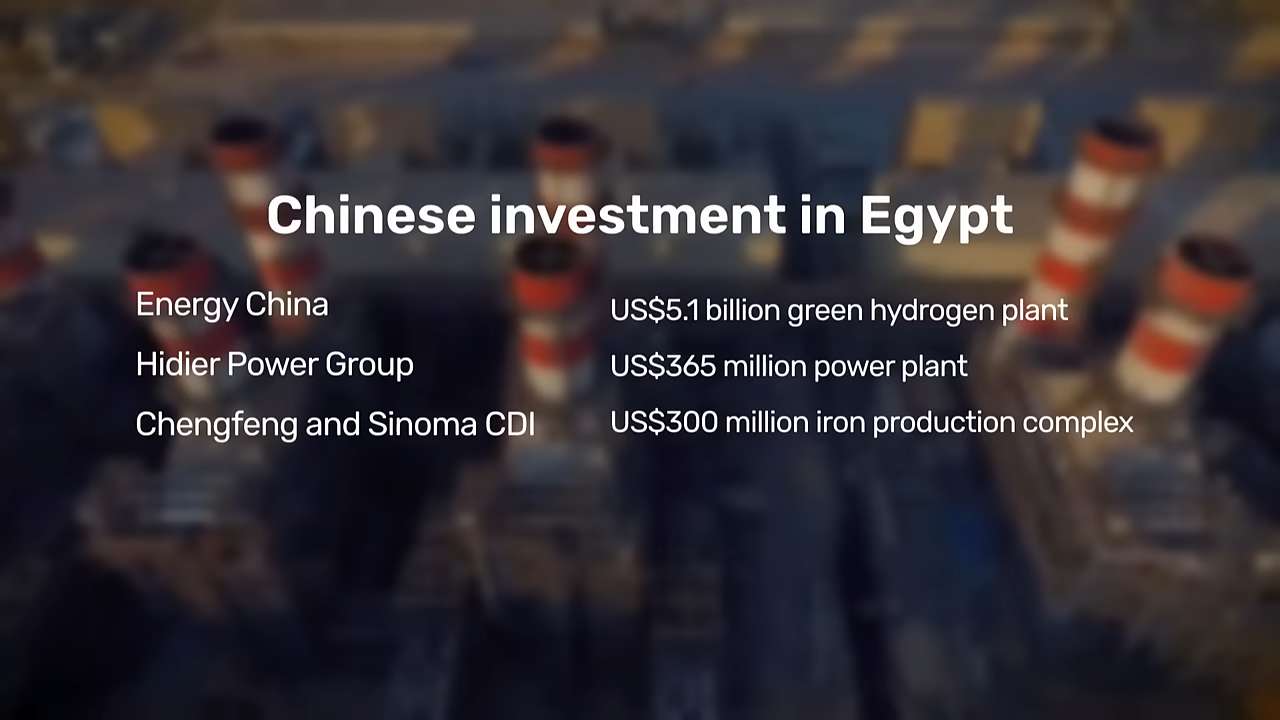 Chinese investment in Egypt
Energy China
US$5.1 billion green hydrogen plant
Hidier Power Group
US$365 million power plant
Chengfeng and Sinoma CDI
US$300 million iron production complex